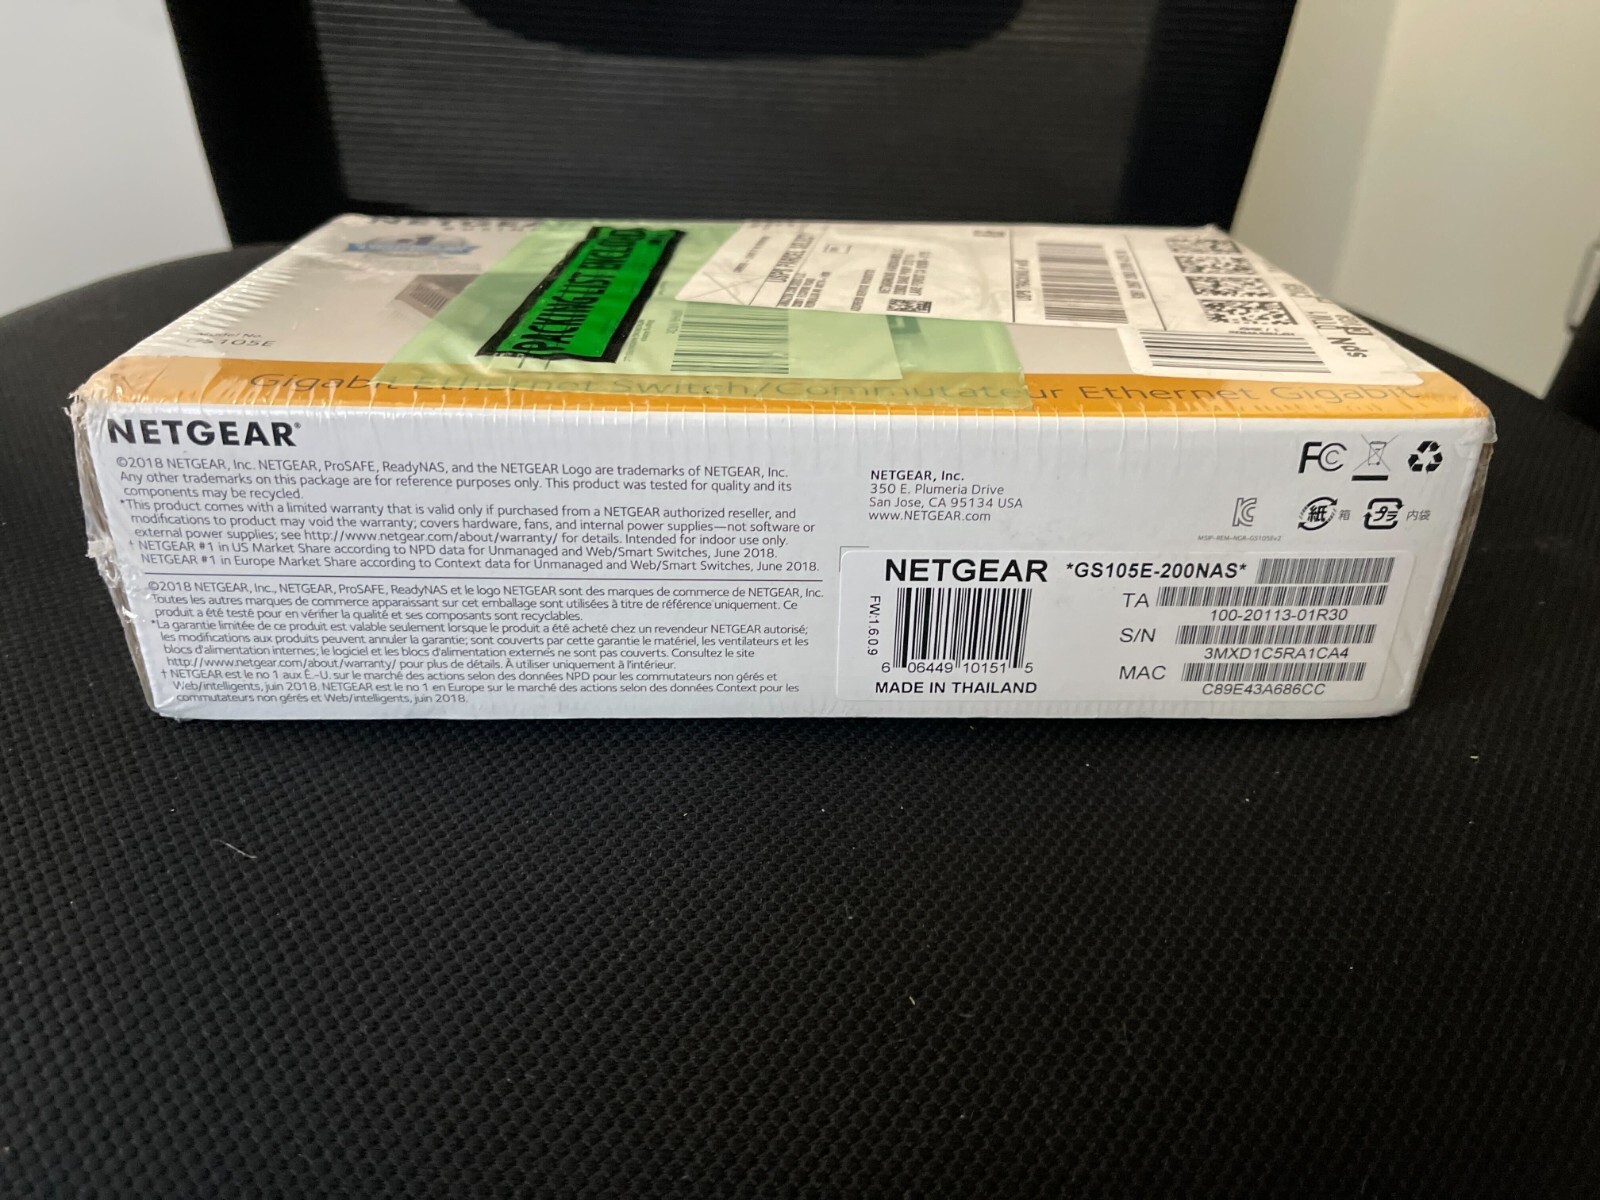 Model No.
GS105E
PACKING LIST ENCLOSED
USPS TRACKING #
Gigabit Ethernet Switch/Commutateur Ethernet Gigabit
NETGEAR®
©2018 NETGEAR, Inc. NETGEAR, ProSAFE, ReadyNAS, and the NETGEAR Logo are trademarks of NETGEAR, Inc.
Any other trademarks on this package are for reference purposes only. This product was tested for quality and its
components may be recycled.
*This product comes with a limited warranty that is valid only if purchased from a NETGEAR authorized reseller, and
modifications to product may void the warranty; covers hardware, fans, and internal power supplies—not software or
external power supplies; see http://www.netgear.com/about/warranty/ for details. Intended for indoor use only.
† NETGEAR #1 in US Market Share according to NPD data for Unmanaged and Web/Smart Switches, June 2018.
NETGEAR #1 in Europe Market Share according to Context data for Unmanaged and Web/Smart Switches, June 2018.
©2018 NETGEAR, Inc., NETGEAR, ProSAFE, ReadyNAS et le logo NETGEAR sont des marques de commerce de NETGEAR, Inc.
Toutes les autres marques de commerce apparaissant sur cet emballage sont utilisées à titre de référence uniquement. Ce
produit a été testé pour en vérifier la qualité et ses composants sont recyclables.
*La garantie limitée de ce produit est valable seulement lorsque le produit a été acheté chez un revendeur NETGEAR autorisé;
les modifications aux produits peuvent annuler la garantie; sont couverts par cette garantie le matériel, les ventilateurs et les
blocs d'alimentation internes; le logiciel et les blocs d'alimentation externes ne sont pas couverts. Consultez le site
http://www.netgear.com/about/warranty/ pour plus de détails. À utiliser uniquement à l'intérieur.
† NETGEAR est le no 1 aux É.-U. sur le marché des actions selon des données NPD pour les commutateurs non gérés et
Web/intelligents, juin 2018. NETGEAR est le no 1 en Europe sur le marché des actions selon des données Context pour les
commutateurs non gérés et Web/intelligents, juin 2018.
NETGEAR, Inc.
350 E. Plumeria Drive
San Jose, CA 95134 USA
www.NETGEAR.com
FC
紙 箱
プラ 内袋
MSIP-REM-NGR-GS105Ev2
NETGEAR *GS105E-200NAS*
FW:1.6.0.9
TA
100-20113-01R30
S/N
3MXD1C5RA1CA4
MAC
C89E43A686CC
6 06449 10151 5
MADE IN THAILAND